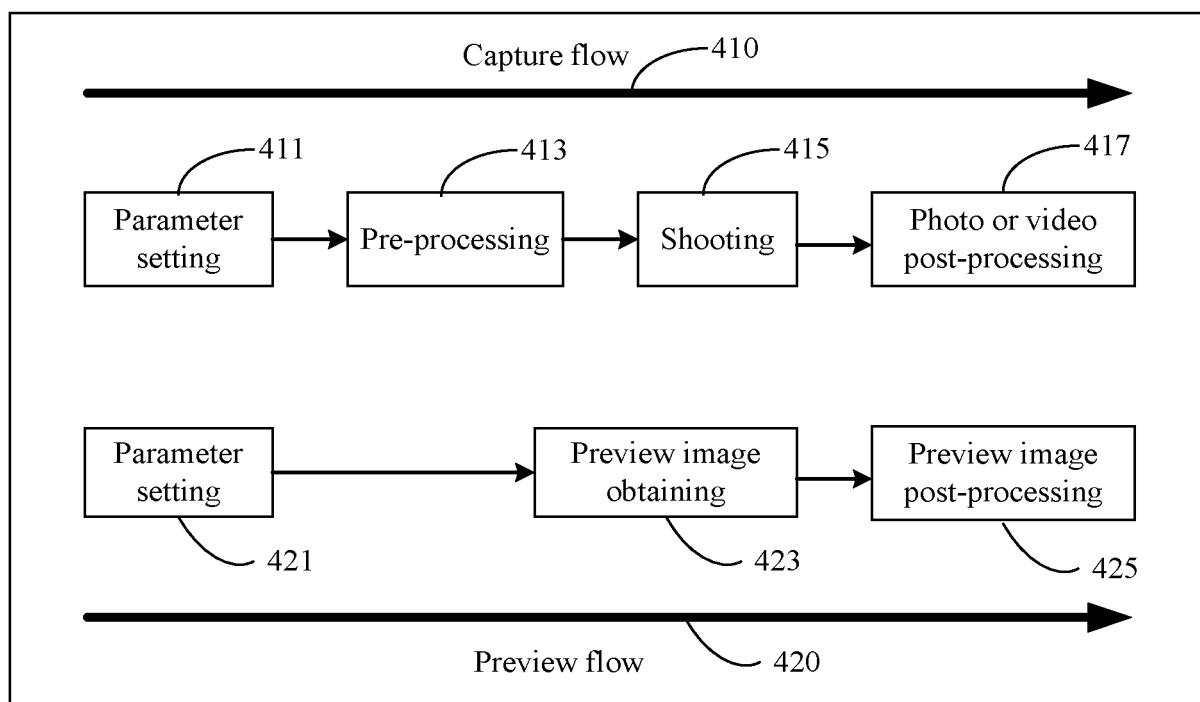 Capture flow
410
411
413
415
417
Parameter
setting
Pre-processing
Shooting
Photo or video
post-processing
Parameter
setting
Preview image
obtaining
Preview image
post-processing
421
423
425
420
Preview flow